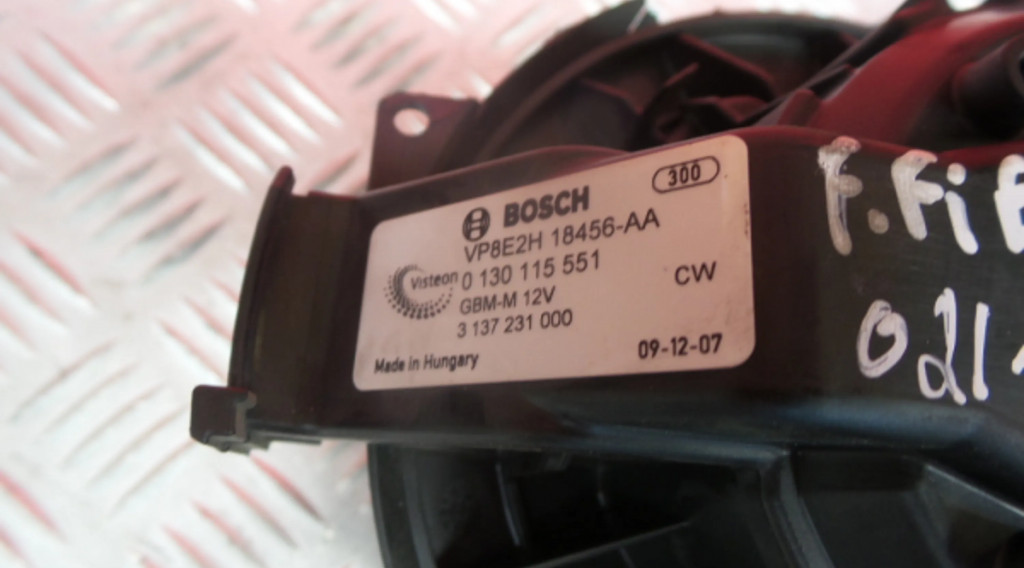 300
BOSCH
VP8E2H 18456-AA
Visteon 0 130 115 551
GBM-M 12V
CW
3 137 231 000
Made in Hungary
09-12-07
F.Fi
021